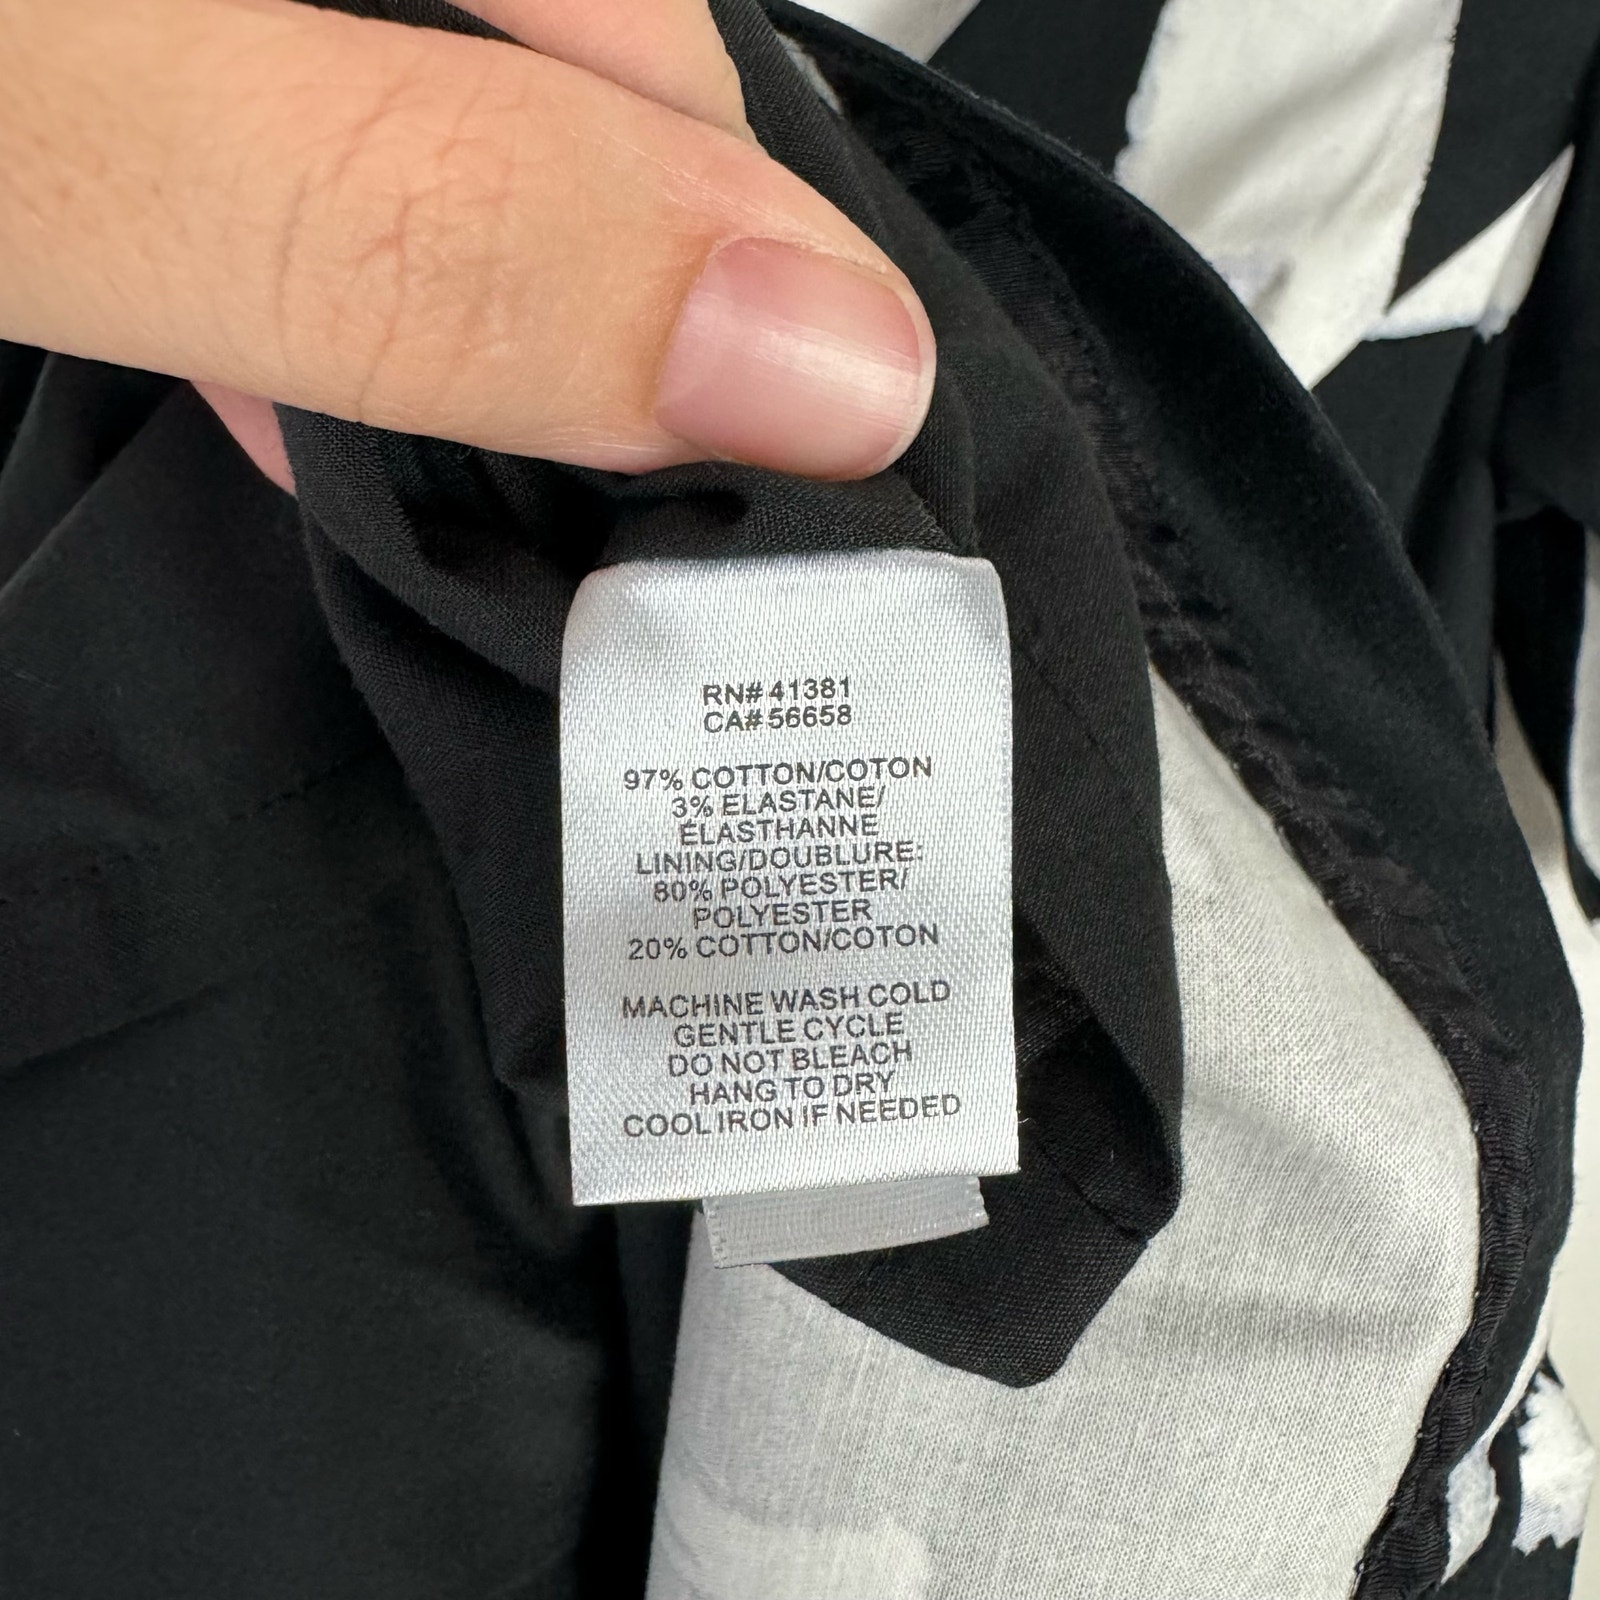 RN# 41381
CA# 56658
97% COTTON/COTON
3% ELASTANE/
ÉLASTHANNE
LINING/DOUBLURE:
80% POLYESTER/
POLYESTER
20% COTTON/COTON
MACHINE WASH COLD
GENTLE CYCLE
DO NOT BLEACH
HANG TO DRY
COOL IRON IF NEEDED